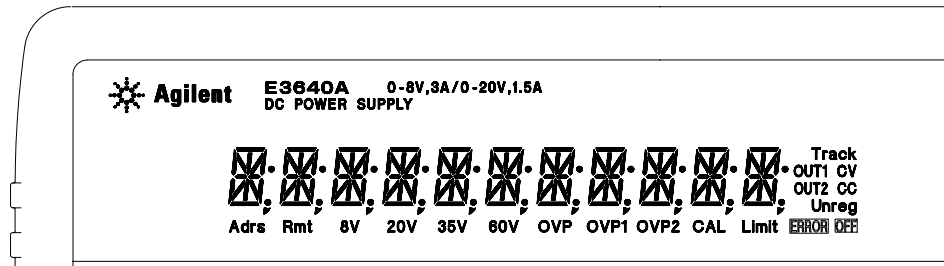 Agilent E3640A 0-8V,3A/0-20V,1.5A
DC POWER SUPPLY
Track
OUT1 CV
OUT2 CC
Unreg
Adrs Rmt 8V 20V 35V 60V OVP OVP1 OVP2 CAL Limit ERROR OFF